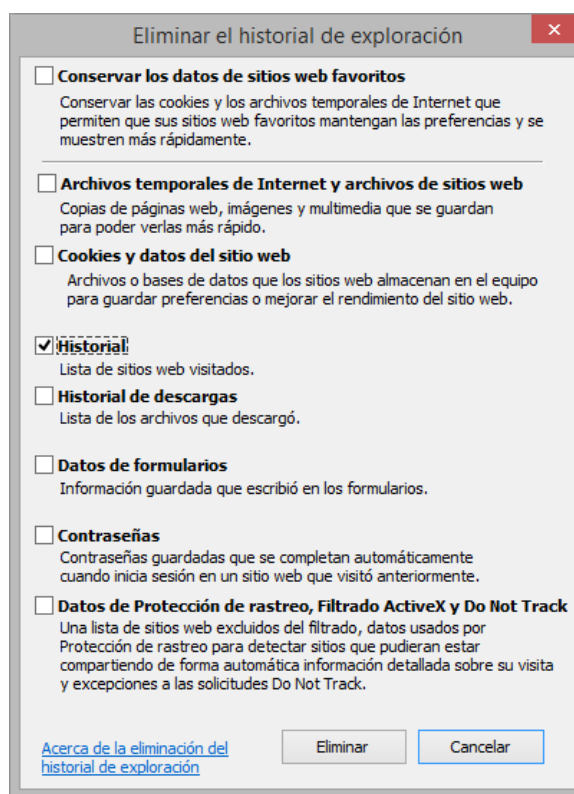 Eliminar el historial de exploración
Conservar los datos de sitios web favoritos
Conservar las cookies y los archivos temporales de Internet que
permiten que sus sitios web favoritos mantengan las preferencias y se
muestren más rápidamente.
Archivos temporales de Internet y archivos de sitios web
Copias de páginas web, imágenes y multimedia que se guardan
para poder verlas más rápido.
Cookies y datos del sitio web
Archivos o bases de datos que los sitios web almacenan en el equipo
para guardar preferencias o mejorar el rendimiento del sitio web.
Historial
Lista de sitios web visitados.
Historial de descargas
Lista de los archivos que descargó.
Datos de formularios
Información guardada que escribió en los formularios.
Contraseñas
Contraseñas guardadas que se completan automáticamente
cuando inicia sesión en un sitio web que visitó anteriormente.
Datos de Protección de rastreo, Filtrado ActiveX y Do Not Track
Una lista de sitios web excluidos del filtrado, datos usados por
Protección de rastreo para detectar sitios que pudieran estar
compartiendo de forma automática información detallada sobre su visita
y excepciones a las solicitudes Do Not Track.
Acerca de la eliminación del
historial de exploración
Eliminar
Cancelar